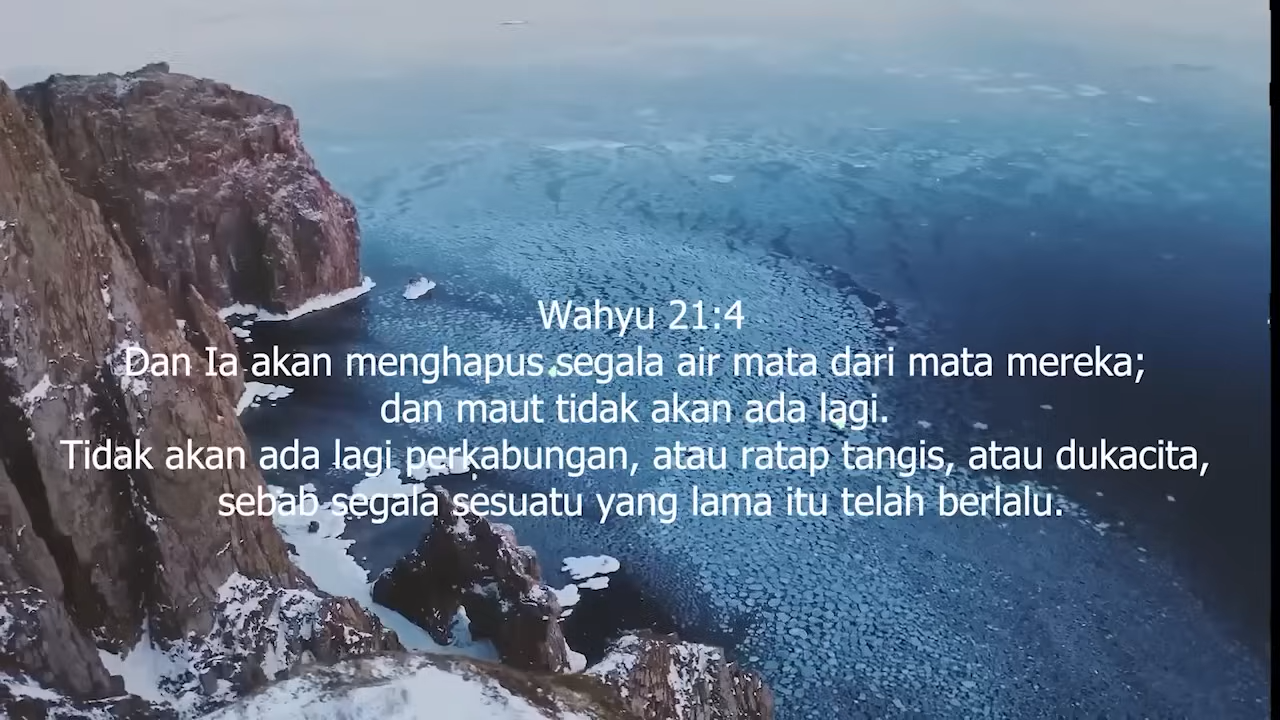 Wahyu 21:4
Dan Ia akan menghapus segala air mata dari mata mereka;
dan maut tidak akan ada lagi.
Tidak akan ada lagi perkabungan, atau ratap tangis, atau dukacita,
sebab segala sesuatu yang lama itu telah berlalu.